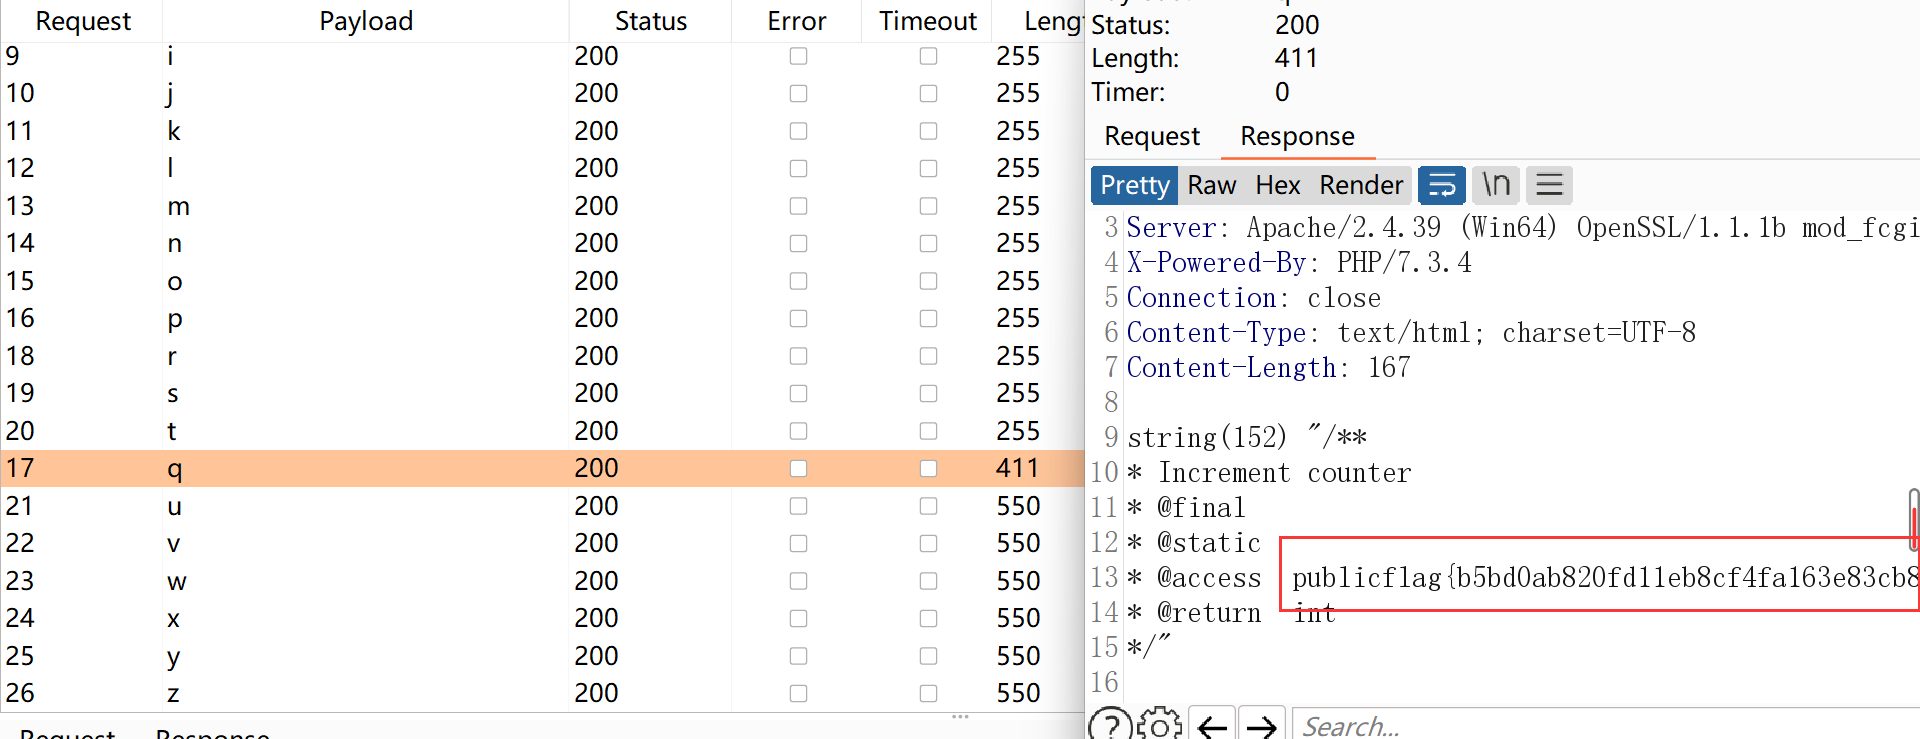 Request Payload Status Error Timeout
9 i 200 255
10 j 200 255
11 k 200 255
12 l 200 255
13 m 200 255
14 n 200 255
15 o 200 255
16 p 200 255
18 r 200 255
19 s 200 255
20 t 200 255
17 q 200 411
21 u 200 550
22 v 200 550
23 w 200 550
24 x 200 550
25 y 200 550
26 z 200 550
Request Response
Status: 200
Length: 411
Timer: 0
Request Response
Pretty Raw Hex Render \n
3 Server: Apache/2.4.39 (Win64) OpenSSL/1.1.1b mod_fcgi
4 X-Powered-By: PHP/7.3.4
5 Connection: close
6 Content-Type: text/html; charset=UTF-8
7 Content-Length: 167
8
9 string(152) "/**
10 * Increment counter
11 * @final
12 * @static
13 * @access publicflag{b5bd0ab820fd11eb8cf4fa163e83cb8
14 * @return int
15 */"
16
? Search...